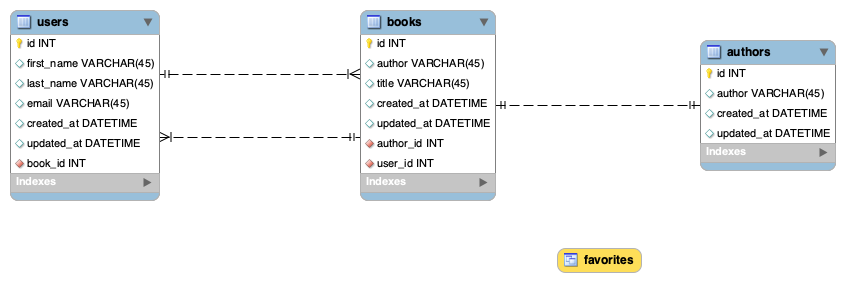 users
id INT
first_name VARCHAR(45)
last_name VARCHAR(45)
email VARCHAR(45)
created_at DATETIME
updated_at DATETIME
book_id INT
Indexes
books
id INT
author VARCHAR(45)
title VARCHAR(45)
created_at DATETIME
updated_at DATETIME
author_id INT
user_id INT
Indexes
authors
id INT
author VARCHAR(45)
created_at DATETIME
updated_at DATETIME
Indexes
favorites